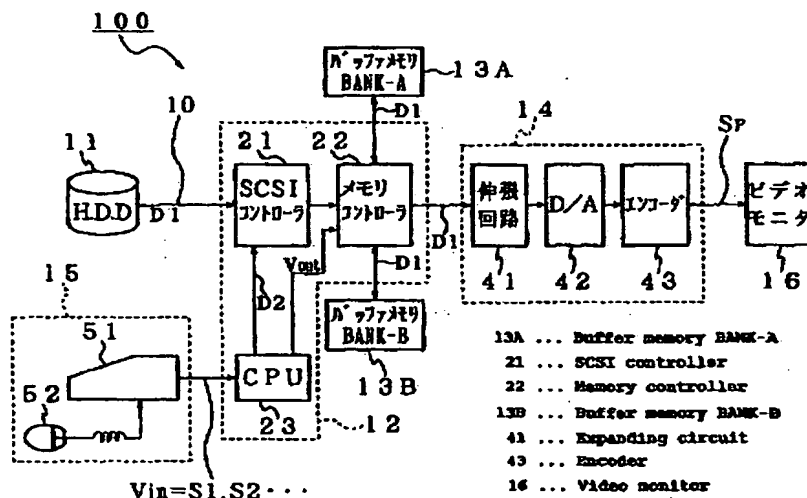 100
バッファメモリ
BANK-A
13A
D1
10
14
SP
11
21
22
H.D.D
D1
SCSI
コントローラ
メモリ
コントローラ
D1
伸張
回路
D/A
エンコーダ
ビデオ
モニタ
Vout
D1
41
42
43
16
15
D2
51
バッファメモリ
BANK-B
13B
52
CPU
23
12
Vin=S1,S2・・・
13A ... Buffer memory BANK-A
21 ... SCSI controller
22 ... Memory controller
13B ... Buffer memory BANK-B
41 ... Expanding circuit
43 ... Encoder
16 ... Video monitor